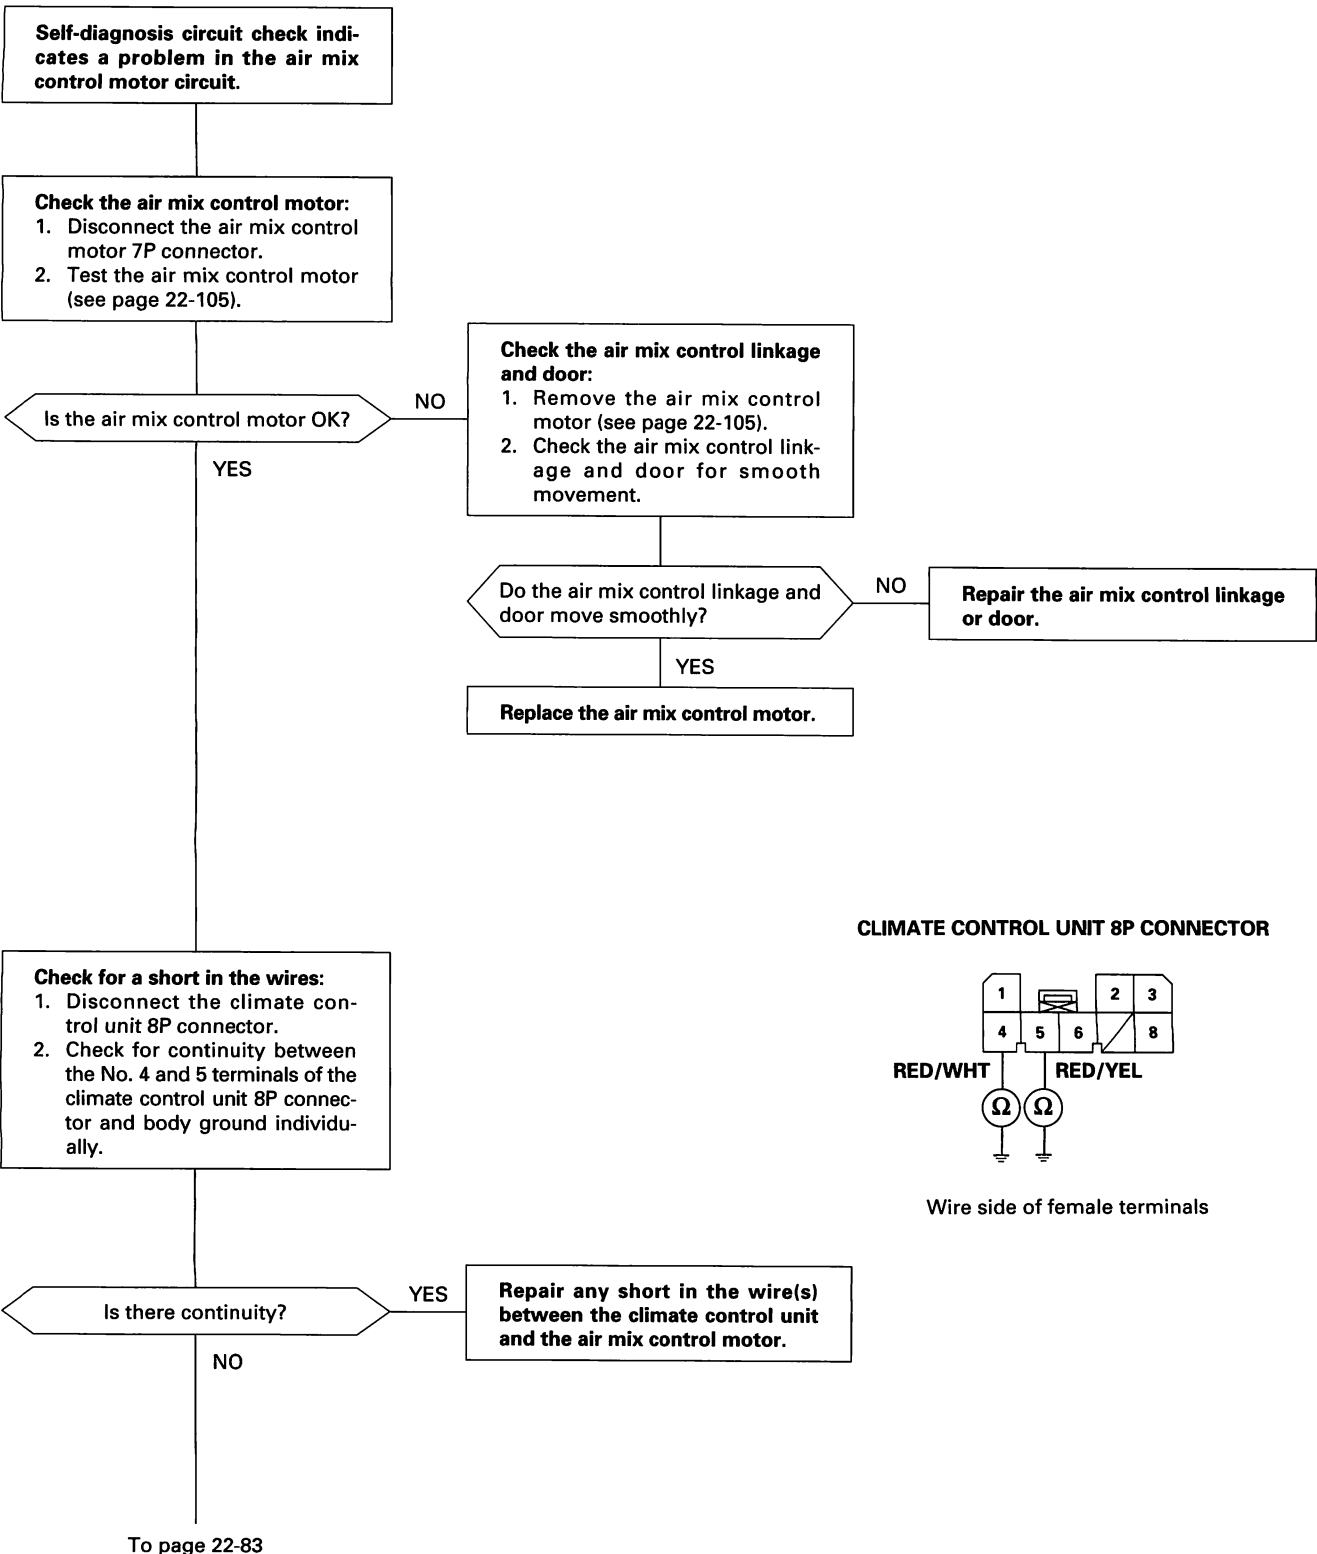 Self-diagnosis circuit check indi-
cates a problem in the air mix
control motor circuit.
Check the air mix control motor:
1. Disconnect the air mix control
motor 7P connector.
2. Test the air mix control motor
(see page 22-105).
Is the air mix control motor OK?
NO
YES
Check the air mix control linkage
and door:
1. Remove the air mix control
motor (see page 22-105).
2. Check the air mix control link-
age and door for smooth
movement.
Do the air mix control linkage and
door move smoothly?
NO
Repair the air mix control linkage
or door.
YES
Replace the air mix control motor.
CLIMATE CONTROL UNIT 8P CONNECTOR
1 2 3
4 5 6 8
RED/WHT RED/YEL
Ω Ω
Wire side of female terminals
Check for a short in the wires:
1. Disconnect the climate con-
trol unit 8P connector.
2. Check for continuity between
the No. 4 and 5 terminals of the
climate control unit 8P connec-
tor and body ground individu-
ally.
Is there continuity?
YES
Repair any short in the wire(s)
between the climate control unit
and the air mix control motor.
NO
To page 22-83